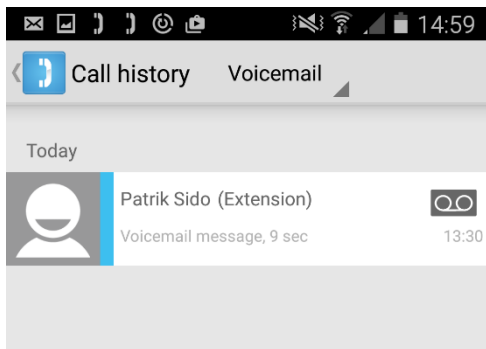 14:59
Call history Voicemail
Today
Patrik Sido (Extension)
Voicemail message, 9 sec 13:30